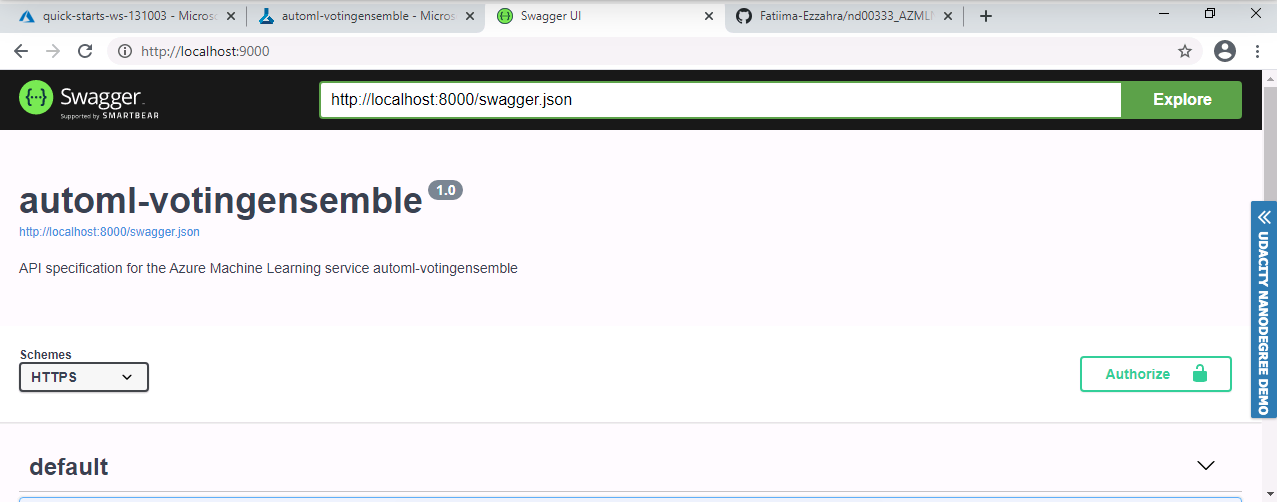 quick-starts-ws-131003 - Micros
automl-votingensemble - Micros
Swagger UI
Fatiima-Ezzahra/nd00333_AZML
http://localhost:9000
Swagger
Supported by SMARTBEAR
http://localhost:8000/swagger.json
Explore
automl-votingensemble 1.0
http://localhost:8000/swagger.json
API specification for the Azure Machine Learning service automl-votingensemble
UDACITY NANODEGREE DEMO
Schemes
HTTPS
Authorize
default